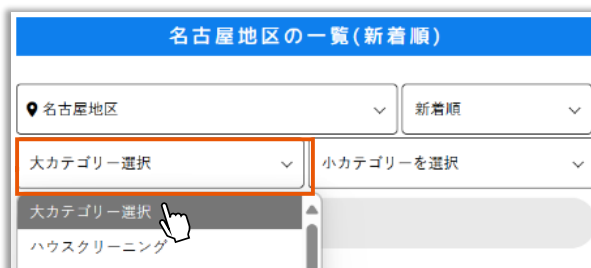 名古屋地区の一覧(新着順)
名古屋地区 新着順
大カテゴリー選択 小カテゴリーを選択
大カテゴリー選択
ハウスクリーニング